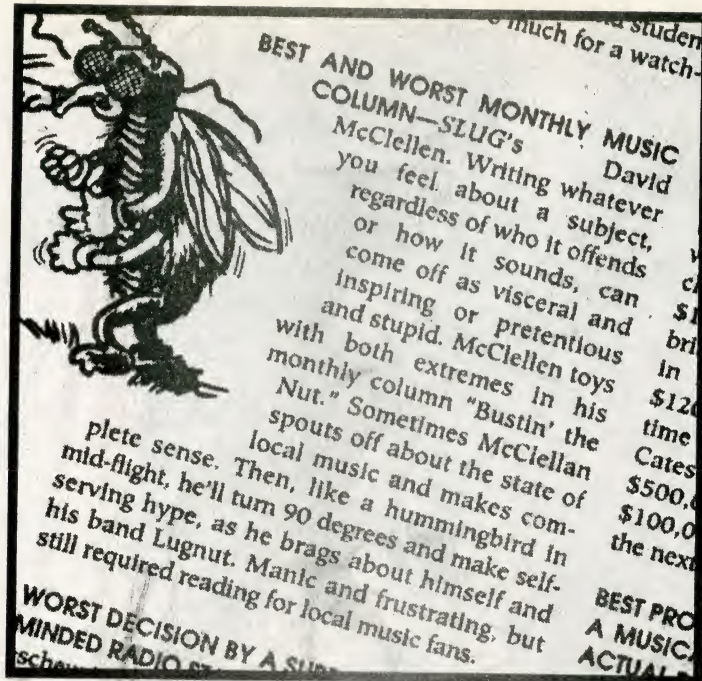 studen
much for a watch-
BEST AND WORST MONTHLY MUSIC
COLUMN—SLUG's David
McClellen. Writing whatever
you feel about a subject,
regardless of who it offends
or how it sounds, can
come off as visceral and
inspiring or pretentious
and stupid. McClellen toys
with both extremes in his
monthly column "Bustin' the
Nut." Sometimes McClellan
spouts off about the state of
local music and makes com-
plete sense. Then, like a hummingbird in
mid-flight, he'll turn 90 degrees and make self-
serving hype, as he brags about himself and
his band Lugnut. Manic and frustrating, but
still required reading for local music fans.
WORST DECISION BY A
MINDED RADIO
bri
in
$120
time
Cates
$500,
$100,0
the next
BEST PRO
A MUSIC
ACTUAL